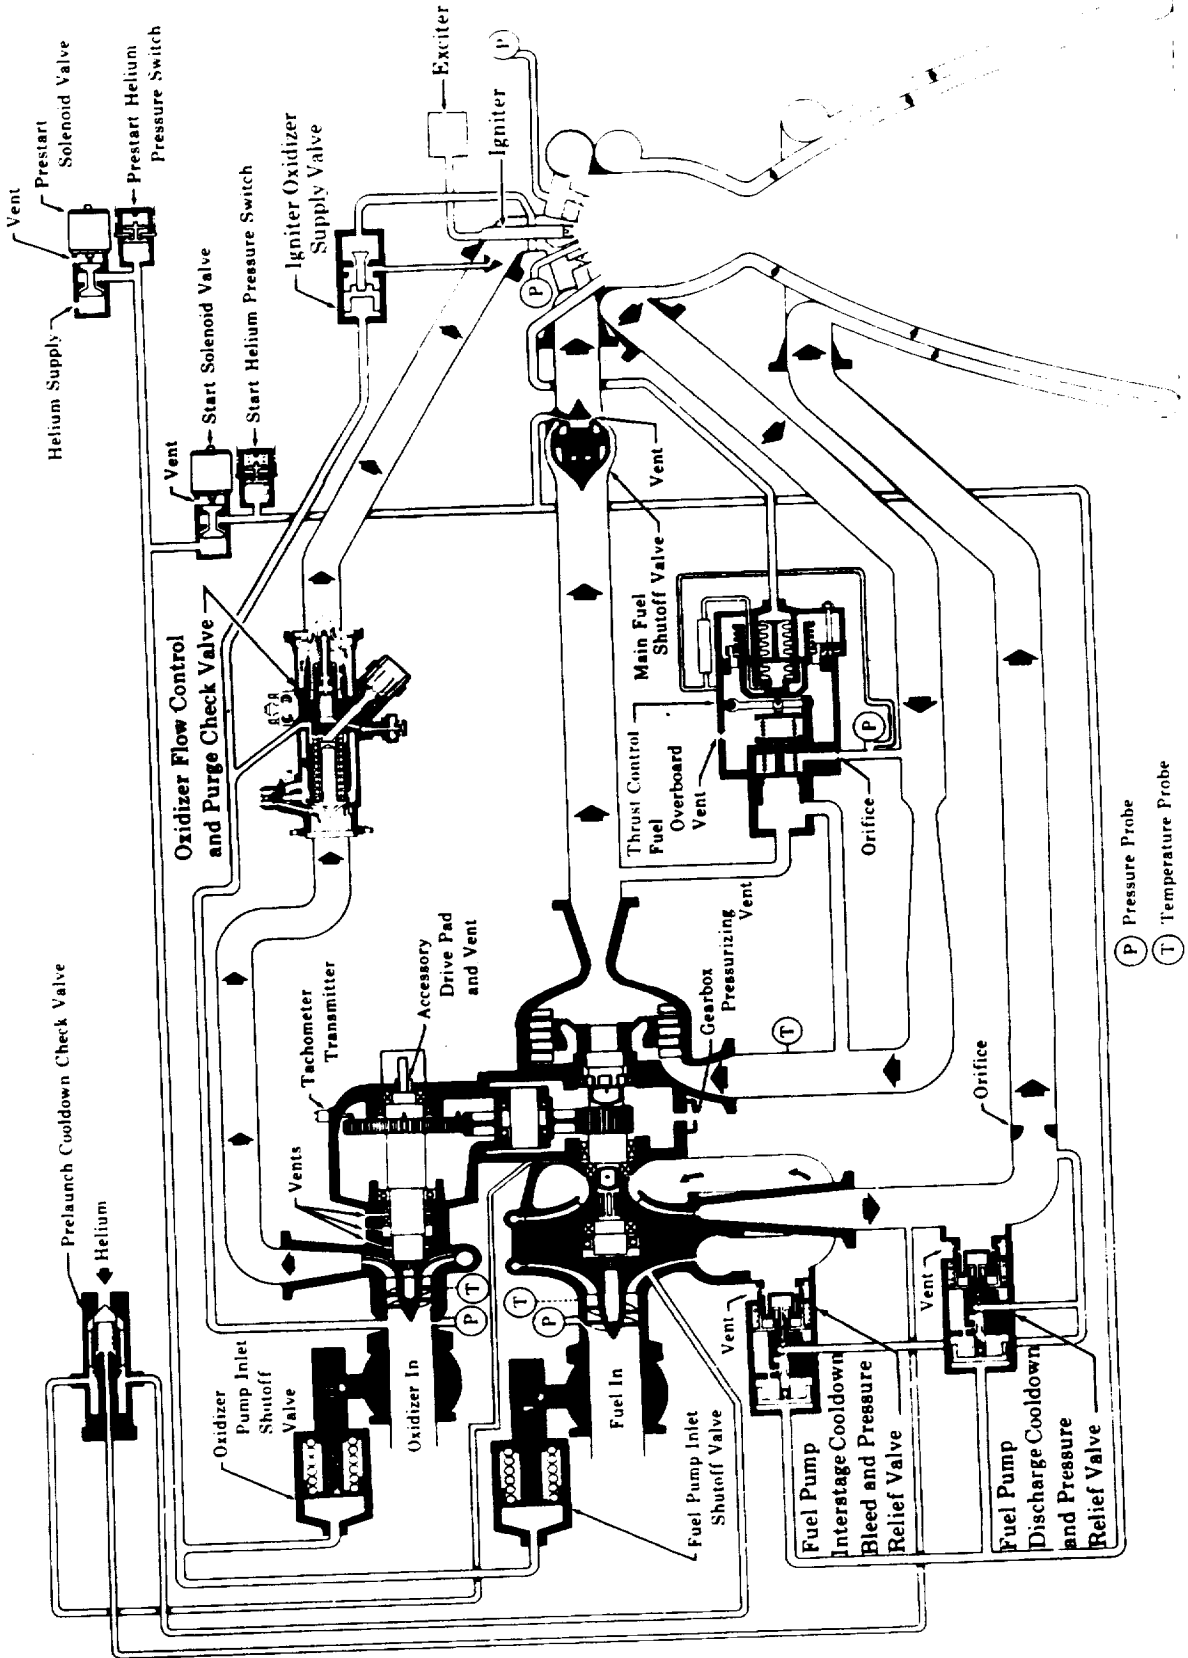 Vent
Prestart
Solenoid Valve
Prestart Helium
Pressure Switch
Helium Supply
Vent
Start Solenoid Valve
Start Helium Pressure Switch
Igniter Oxidizer
Supply Valve
Exciter
Igniter
P
P
Oxidizer Flow Control
and Purge Check Valve
Prelaunch Cooldown Check Valve
Helium
Tachometer
Transmitter
Accessory
Drive Pad
and Vent
Vents
Oxidizer
Pump Inlet
Shutoff
Valve
Oxidizer In
P
T
T
P
Fuel In
Fuel Pump Inlet
Shutoff Valve
Gearbox
Pressurizing
Vent
T
Main Fuel
Shutoff
Valve
Vent
Thrust Control
Fuel
Overboard
Vent
P
Orifice
Orifice
Vent
Vent
Fuel Pump
Interstage Cooldown
Bleed and Pressure
Relief Valve
Fuel Pump
Discharge Cooldown
and Pressure
Relief Valve
P Pressure Probe
T Temperature Probe